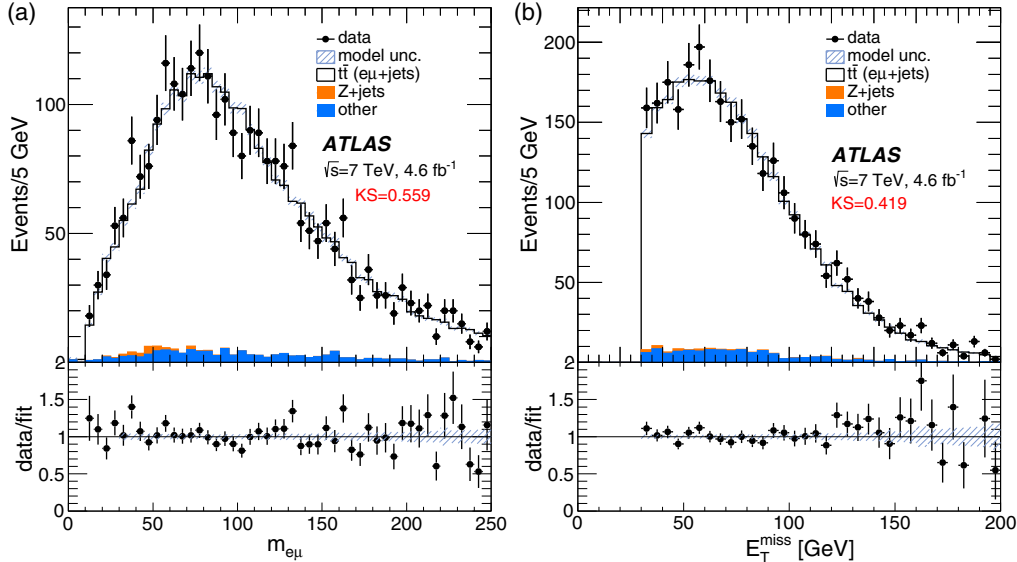 (a)
Events/5 GeV
100
50
0
data
model unc.
tt̄ (eμ+jets)
Z+jets
other
ATLAS
√s=7 TeV, 4.6 fb⁻¹
KS=0.559
data/fit
2
1.5
1
0.5
0
0 50 100 150 200 250
m_eμ
(b)
Events/5 GeV
200
150
100
50
0
data
model unc.
tt̄ (eμ+jets)
Z+jets
other
ATLAS
√s=7 TeV, 4.6 fb⁻¹
KS=0.419
data/fit
2
1.5
1
0.5
0
0 50 100 150 200
E_T^miss [GeV]